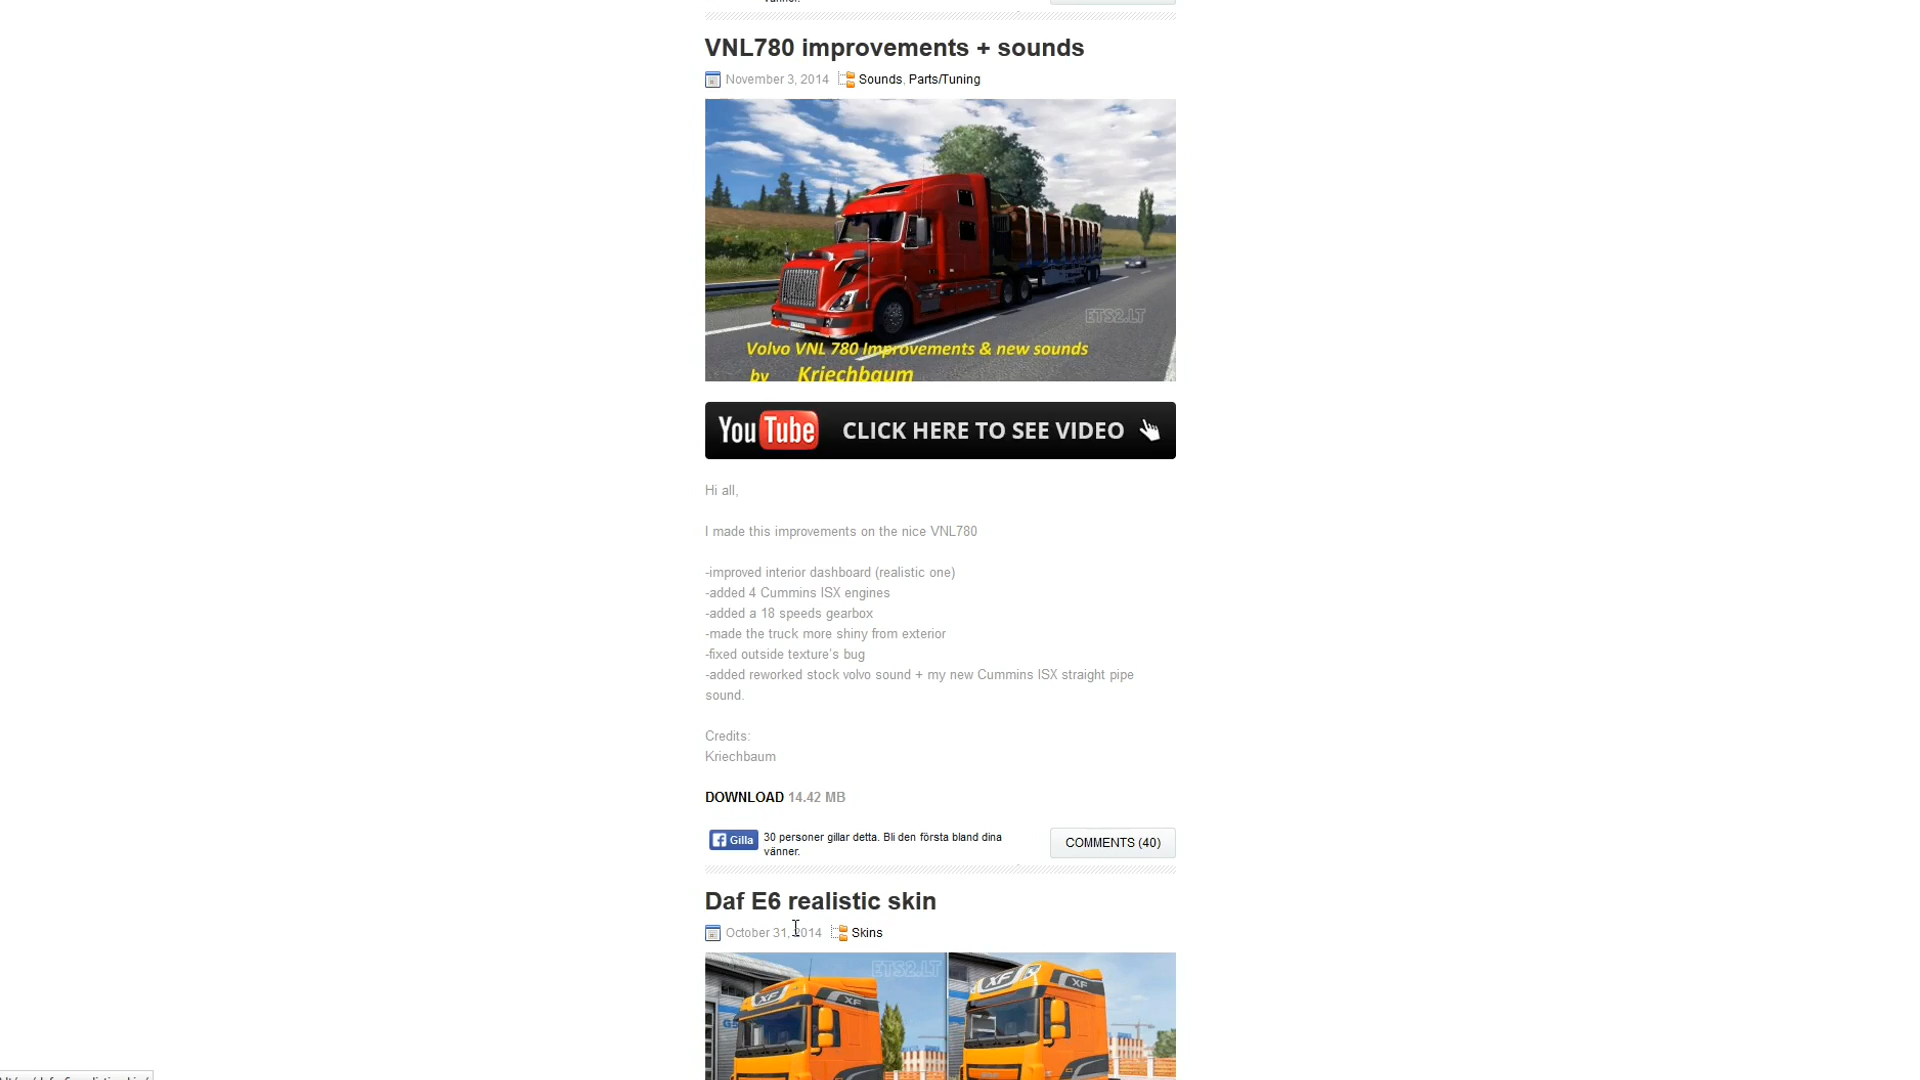 vänner.
VNL780 improvements + sounds
November 3, 2014 Sounds, Parts/Tuning
ETS2.LT
Volvo VNL 780 Improvements & new sounds
by Kriechbaum
YouTube CLICK HERE TO SEE VIDEO
Hi all,
I made this improvements on the nice VNL780
-improved interior dashboard (realistic one)
-added 4 Cummins ISX engines
-added a 18 speeds gearbox
-made the truck more shiny from exterior
-fixed outside texture's bug
-added reworked stock volvo sound + my new Cummins ISX straight pipe
sound.
Credits:
Kriechbaum
DOWNLOAD 14.42 MB
Gilla 30 personer gillar detta. Bli den första bland dina
vänner.
COMMENTS (40)
Daf E6 realistic skin
October 31, 2014 Skins
ETS2.LT
XF XF XF XF